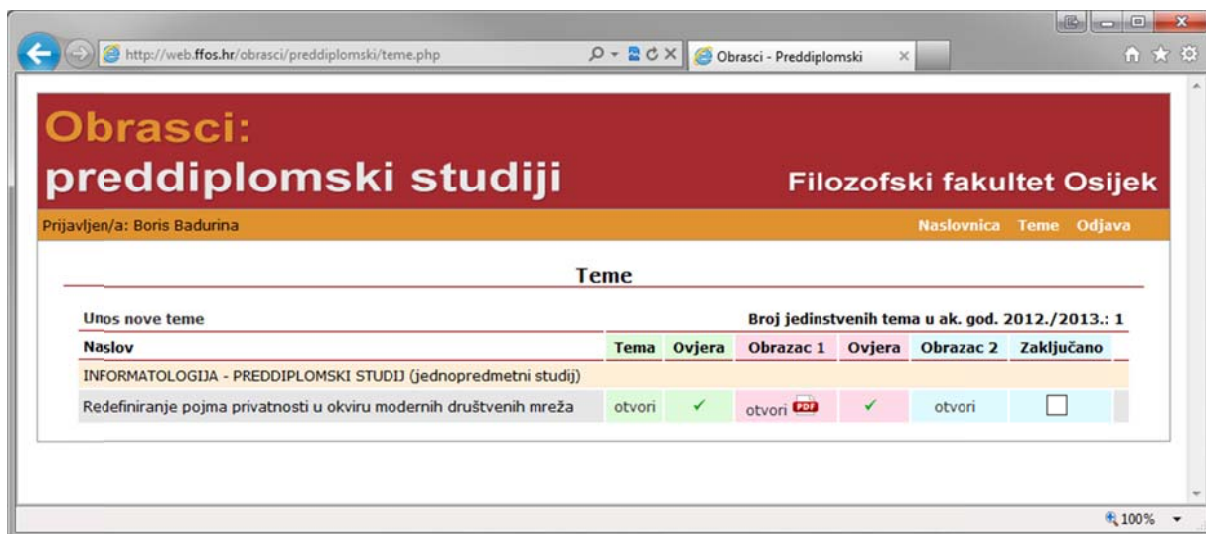 http://web.ffos.hr/obrasci/preddiplomski/teme.php
Obrasci - Preddiplomski
Obrasci:
preddiplomski studiji
Filozofski fakultet Osijek
Prijavljen/a: Boris Badurina
Naslovnica Teme Odjava
Teme
Unos nove teme
Broj jedinstvenih tema u ak. god. 2012./2013.: 1
Naslov Tema Ovjera Obrazac 1 Ovjera Obrazac 2 Zaključano
INFORMATOLOGIJA - PREDDIPLOMSKI STUDIJ (jednopredmetni studij)
Redefiniranje pojma privatnosti u okviru modernih društvenih mreža otvori otvori PDF otvori
100%